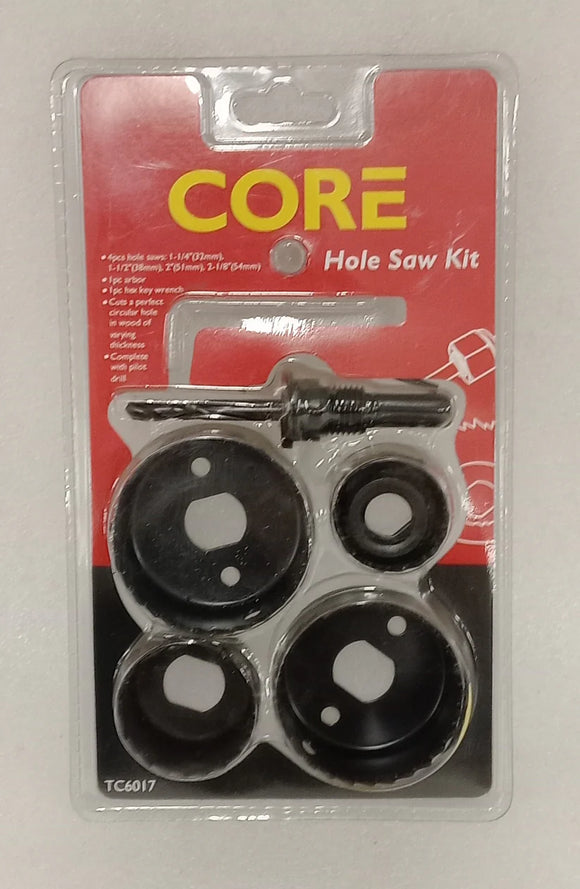 CORE
Hole Saw Kit
• 4pcs hole saws: 1-1/4"(32mm),
1-1/2"(38mm), 2"(51mm), 2-1/8"(54mm)
• 1pc arbor
• 1pc hex key wrench
• Cuts a perfect
circular hole
in wood of
varying
thickness
• Complete
with pilot
drill
TC6017